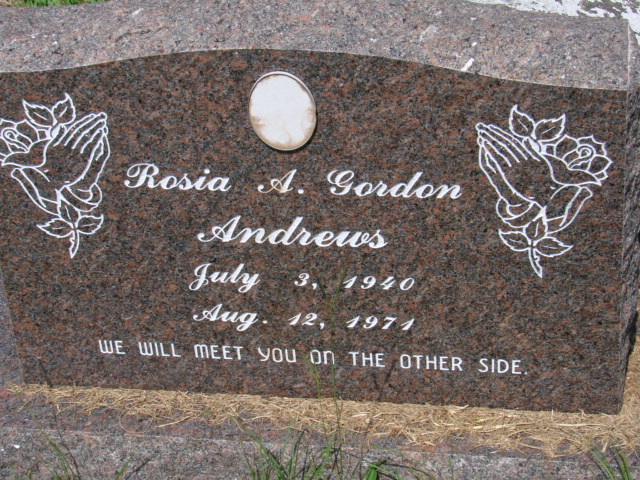 Rosia A. Gordon
Andrews
July 3, 1940
Aug. 12, 1971
WE WILL MEET YOU ON THE OTHER SIDE.